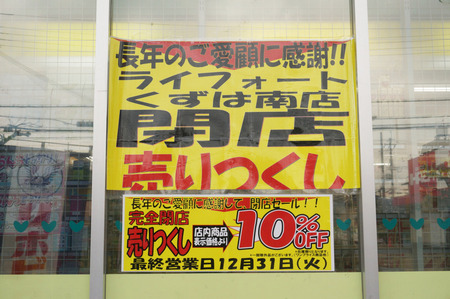 長年のご愛顧に感謝!!
ライフォート
くずは南店
閉店
売りつくし
長年のご愛顧に感謝して、閉店セール!!
完全閉店
売りつくし
店内商品
表示価格より
10%OFF
最終営業日12月31日(火)